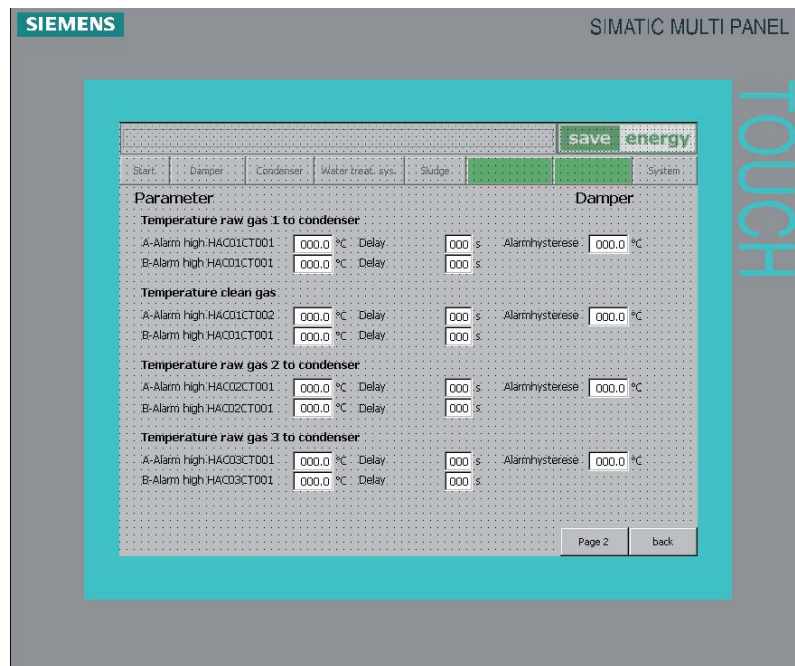 SIEMENS
SIMATIC MULTI PANEL
TOUCH
save energy
Start Damper Condenser Water treat. sys. Sludge System
Parameter Damper
Temperature raw gas 1 to condenser
A-Alarm high HAC01CT001 000.0 °C Delay 000 s Alarmhysterese 000.0 °C
B-Alarm high HAC01CT001 000.0 °C Delay 000 s
Temperature clean gas
A-Alarm high HAC01CT002 000.0 °C Delay 000 s Alarmhysterese 000.0 °C
B-Alarm high HAC01CT001 000.0 °C Delay 000 s
Temperature raw gas 2 to condenser
A-Alarm high HAC02CT001 000.0 °C Delay 000 s Alarmhysterese 000.0 °C
B-Alarm high HAC02CT001 000.0 °C Delay 000 s
Temperature raw gas 3 to condenser
A-Alarm high HAC03CT001 000.0 °C Delay 000 s Alarmhysterese 000.0 °C
B-Alarm high HAC03CT001 000.0 °C Delay 000 s
Page 2 back